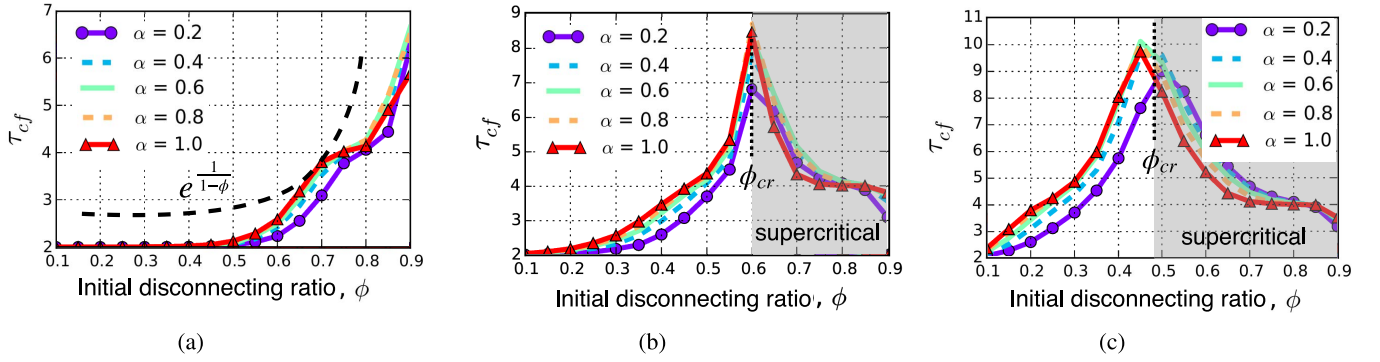 7
6
5
4
3
2
τcf
α = 0.2
α = 0.4
α = 0.6
α = 0.8
α = 1.0
e^{1/(1−ϕ)}
0.1 0.2 0.3 0.4 0.5 0.6 0.7 0.8 0.9
Initial disconnecting ratio, ϕ
(a)
9
8
7
6
5
4
3
2
τcf
α = 0.2
α = 0.4
α = 0.6
α = 0.8
α = 1.0
ϕcr
supercritical
0.1 0.2 0.3 0.4 0.5 0.6 0.7 0.8 0.9
Initial disconnecting ratio, ϕ
(b)
11
10
9
8
7
6
5
4
3
2
τcf
α = 0.2
α = 0.4
α = 0.6
α = 0.8
α = 1.0
ϕcr
supercritical
0.1 0.2 0.3 0.4 0.5 0.6 0.7 0.8 0.9
Initial disconnecting ratio, ϕ
(c)